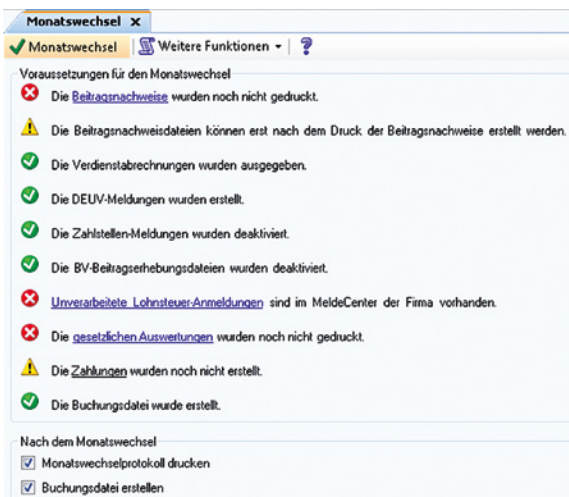 Monatswechsel x
Monatswechsel Weitere Funktionen ?
Voraussetzungen für den Monatswechsel
Die Beitragsnachweise wurden noch nicht gedruckt.
Die Beitragsnachweisdateien können erst nach dem Druck der Beitragsnachweise erstellt werden.
Die Verdienstabrechnungen wurden ausgegeben.
Die DEUV-Meldungen wurden erstellt.
Die Zahlstellen-Meldungen wurden deaktiviert.
Die BV-Beitragserhebungsdateien wurden deaktiviert.
Unverarbeitete Lohnsteuer-Anmeldungen sind im MeldeCenter der Firma vorhanden.
Die gesetzlichen Auswertungen wurden noch nicht gedruckt.
Die Zahlungen wurden noch nicht erstellt.
Die Buchungsdatei wurde erstellt.
Nach dem Monatswechsel
Monatswechselprotokoll drucken
Buchungsdatei erstellen